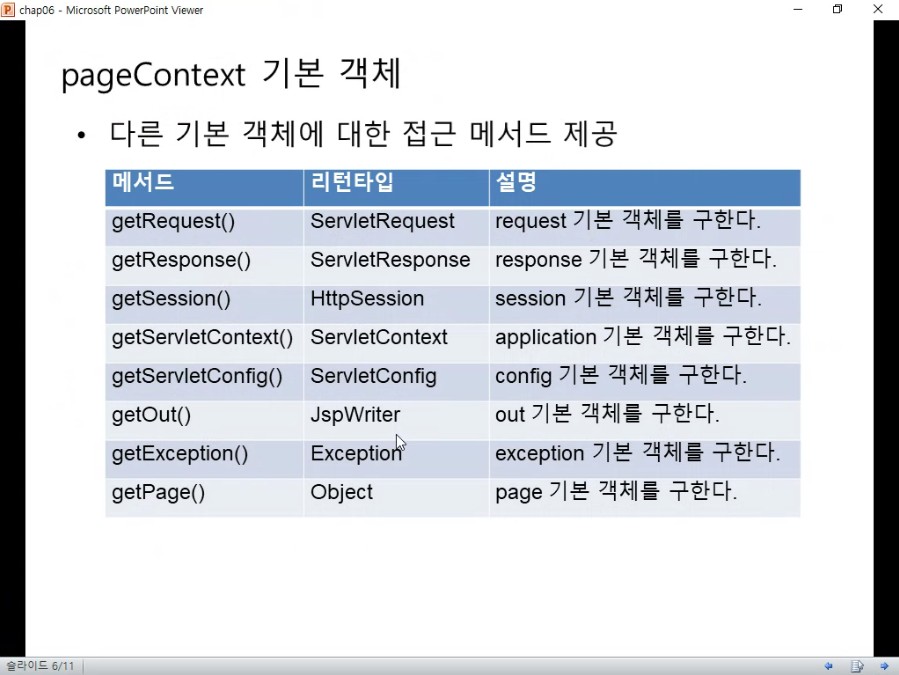 chap06 - Microsoft PowerPoint Viewer
pageContext 기본 객체
• 다른 기본 객체에 대한 접근 메서드 제공
메서드 리턴타입 설명
getRequest() ServletRequest request 기본 객체를 구한다.
getResponse() ServletResponse response 기본 객체를 구한다.
getSession() HttpSession session 기본 객체를 구한다.
getServletContext() ServletContext application 기본 객체를 구한다.
getServletConfig() ServletConfig config 기본 객체를 구한다.
getOut() JspWriter out 기본 객체를 구한다.
getException() Exception exception 기본 객체를 구한다.
getPage() Object page 기본 객체를 구한다.
슬라이드 6/11